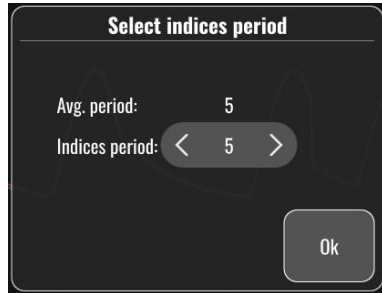 Select indices period
Avg. period: 5
Indices period: < 5 >
Ok